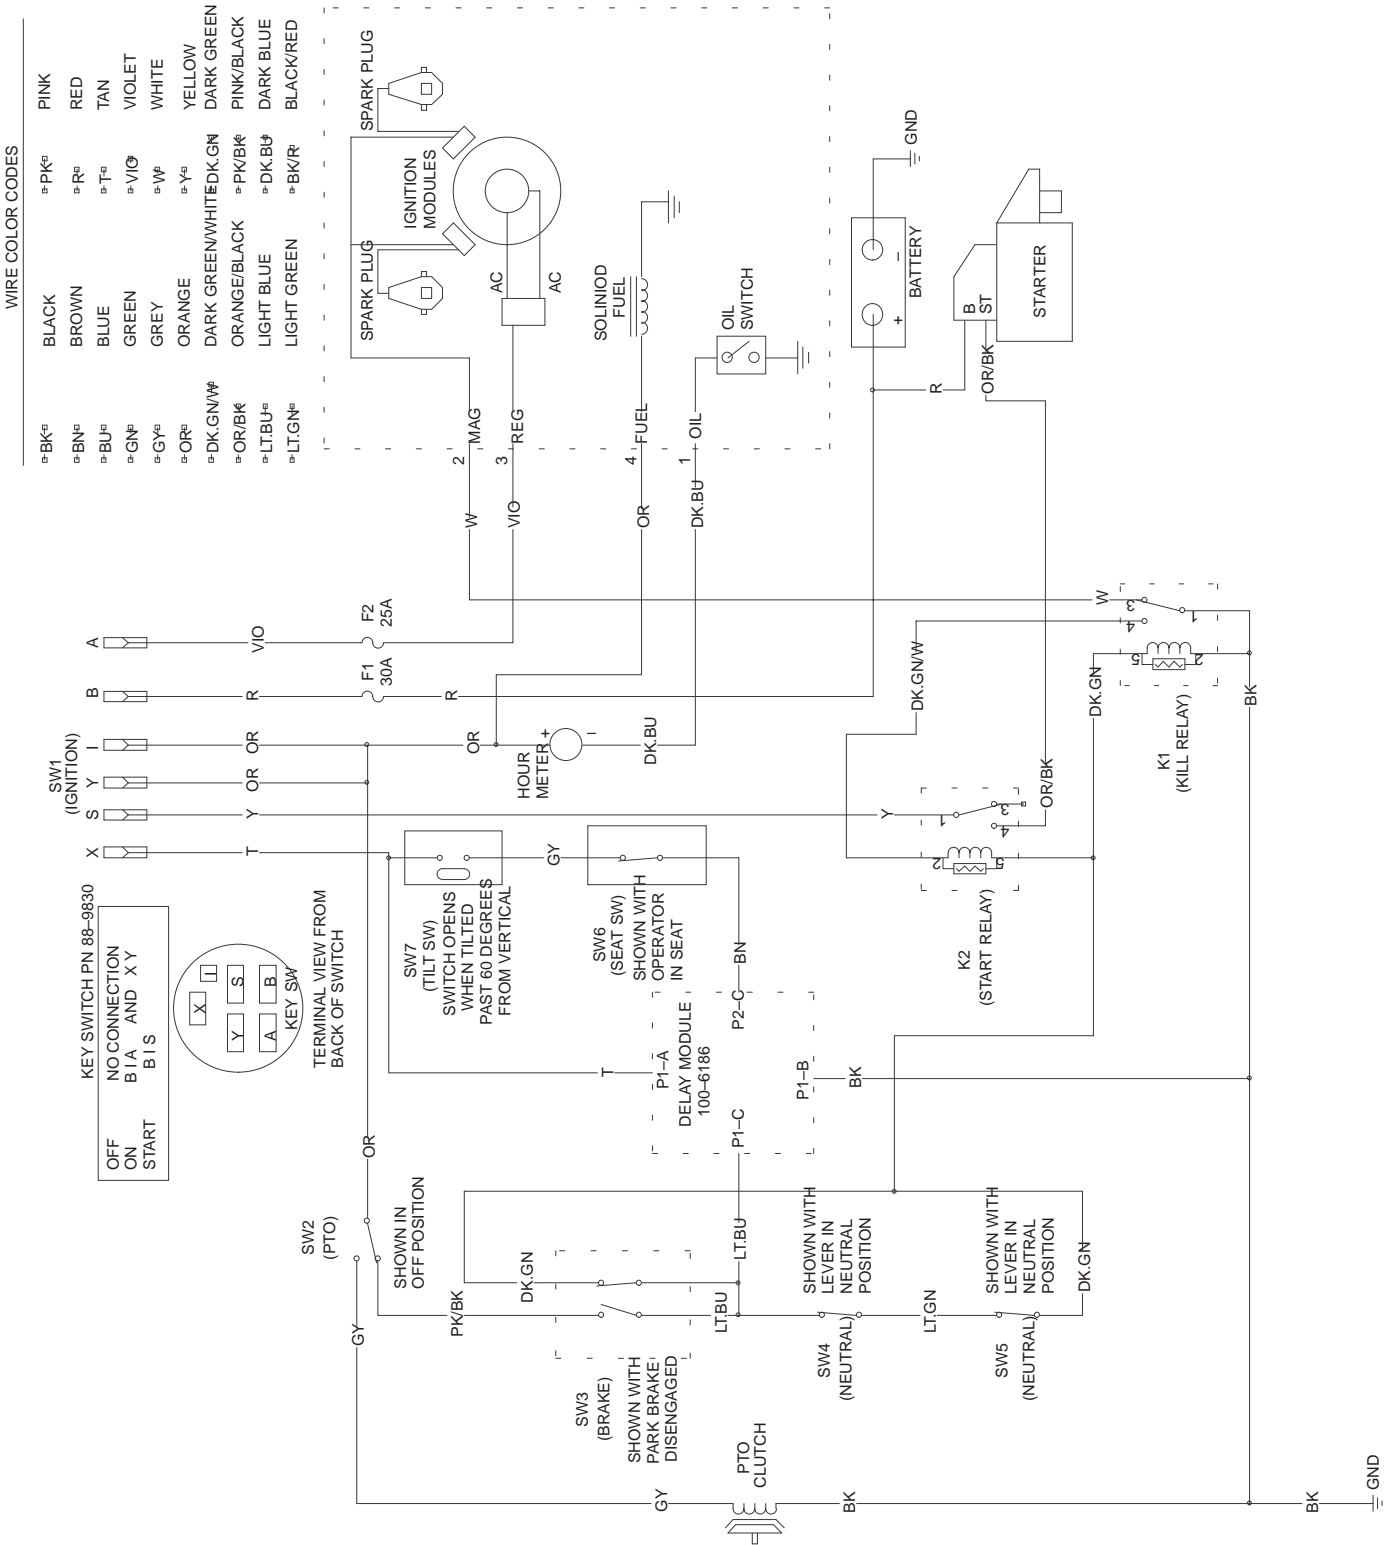 WIRE COLOR CODES
BK BLACK PK PINK
BN BROWN R RED
BU BLUE T TAN
GN GREEN VIO VIOLET
GY GREY W WHITE
OR ORANGE Y YELLOW
DK.GN/W DARK GREEN/WHITE DK.GN DARK GREEN
OR/BK ORANGE/BLACK PK/BK PINK/BLACK
LT.BU LIGHT BLUE DK.BU DARK BLUE
LT.GN LIGHT GREEN BK/R BLACK/RED
SPARK PLUG
SPARK PLUG
IGNITION
MODULES
AC
AC
SOLINIOD
FUEL
OIL
SWITCH
2 MAG
3 REG
4 FUEL
1 OIL
W
VIO
OR
DK.BU
+
–
BATTERY
GND
B
ST
STARTER
R
OR/BK
SW1
(IGNITION)
A
B
I
Y
S
X
VIO
R
OR
OR
Y
T
F2
25A
F1
30A
R
OR
HOUR
METER
+
–
DK.BU
W
3
4
1
5
2
K1
(KILL RELAY)
BK
DK.GN
DK.GN/W
OR/BK
Y
1
3
4
2
5
K2
(START RELAY)
KEY SWITCH PN 88–9830
OFF NO CONNECTION
ON B I A AND X Y
START B I S
X
I
Y
S
A
B
KEY SW
TERMINAL VIEW FROM
BACK OF SWITCH
SW7
(TILT SW)
SWITCH OPENS
WHEN TILTED
PAST 60 DEGREES
FROM VERTICAL
GY
SW6
(SEAT SW)
SHOWN WITH
OPERATOR
IN SEAT
BN
T
P1–A
P2–C
DELAY MODULE
100–6186
P1–C
P1–B
BK
OR
SW2
(PTO)
SHOWN IN
OFF POSITION
GY
PK/BK
DK.GN
LT.BU
LT.BU
SW3
(BRAKE)
SHOWN WITH
PARK BRAKE
DISENGAGED
SHOWN WITH
LEVER IN
NEUTRAL
POSITION
SW4
(NEUTRAL)
LT.GN
SHOWN WITH
LEVER IN
NEUTRAL
POSITION
SW5
(NEUTRAL)
DK.GN
GY
PTO
CLUTCH
BK
BK
GND